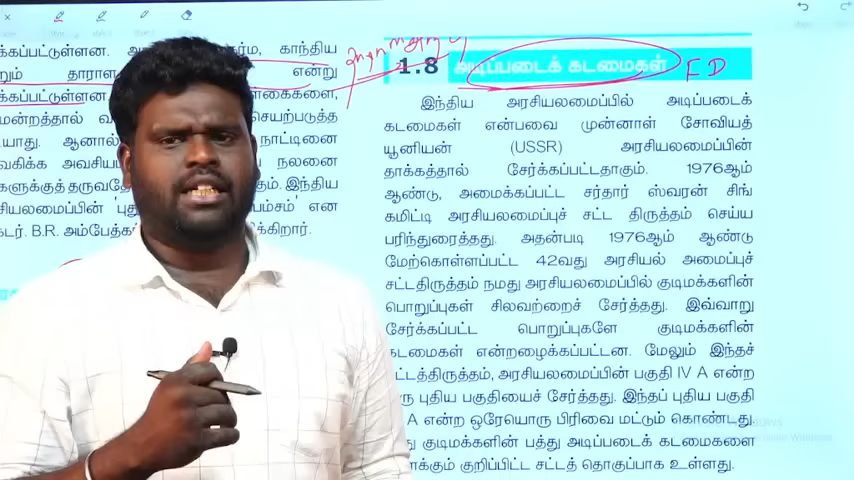 க்கப்பட்டுள்ளன.
காந்திய
றும் தாராள
என்று
க்கப்பட்டுள்ளன.
மன்றத்தால்
செயற்படுத்த
யாது. ஆனால்
நாட்டினை
வகிக்க அவசிய
நலனை
களுக்குத் தருவதே
கும். இந்திய
சியலமைப்பின் 'புது
பம்சம்' என
டர். B.R. அம்பேத்க
க்கிறார்.
1.8 அடிப்படைக் கடமைகள் FD
இந்திய அரசியலமைப்பில் அடிப்படைக்
கடமைகள் என்பவை முன்னாள் சோவியத்
யூனியன் (USSR) அரசியலமைப்பின்
தாக்கத்தால் சேர்க்கப்பட்டதாகும். 1976ஆம்
ஆண்டு, அமைக்கப்பட்ட சர்தார் ஸ்வரன் சிங்
கமிட்டி அரசியலமைப்புச் சட்ட திருத்தம் செய்ய
பரிந்துரைத்தது. அதன்படி 1976ஆம் ஆண்டு
மேற்கொள்ளப்பட்ட 42வது அரசியல் அமைப்புச்
சட்டதிருத்தம் நமது அரசியலமைப்பில் குடிமக்களின்
பொறுப்புகள் சிலவற்றைச் சேர்த்தது. இவ்வாறு
சேர்க்கப்பட்ட பொறுப்புகளே குடிமக்களின்
கடமைகள் என்றழைக்கப்பட்டன. மேலும் இந்தச்
சட்டத்திருத்தம், அரசியலமைப்பின் பகுதி IV A என்ற
ஒரு புதிய பகுதியைச் சேர்த்தது. இந்தப் புதிய பகுதி
A என்ற ஒரேயொரு பிரிவை மட்டும் கொண்டது
து குடிமக்களின் பத்து அடிப்படைக் கடமைகளை
ளக்கும் குறிப்பிட்ட சட்டத் தொகுப்பாக உள்ளது.